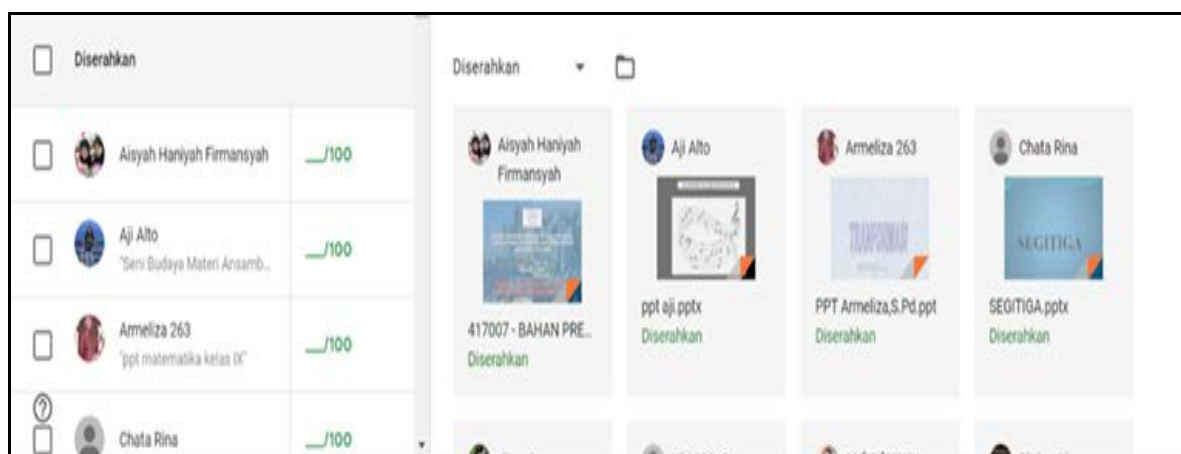 Diserahkan
Aisyah Haniyah Firmansyah
__/100
Aji Alto
"Seni Budaya Materi Ansamb...
__/100
Armeliza 263
"ppt matematika kelas IX"
__/100
Chata Rina
__/100
Diserahkan
Aisyah Haniyah
Firmansyah
417007 - BAHAN PRE...
Diserahkan
Aji Alto
ppt aji.pptx
Diserahkan
Armeliza 263
PPT Armeliza,S.Pd.ppt
Diserahkan
Chata Rina
SEGITIGA
SEGITIGA.pptx
Diserahkan